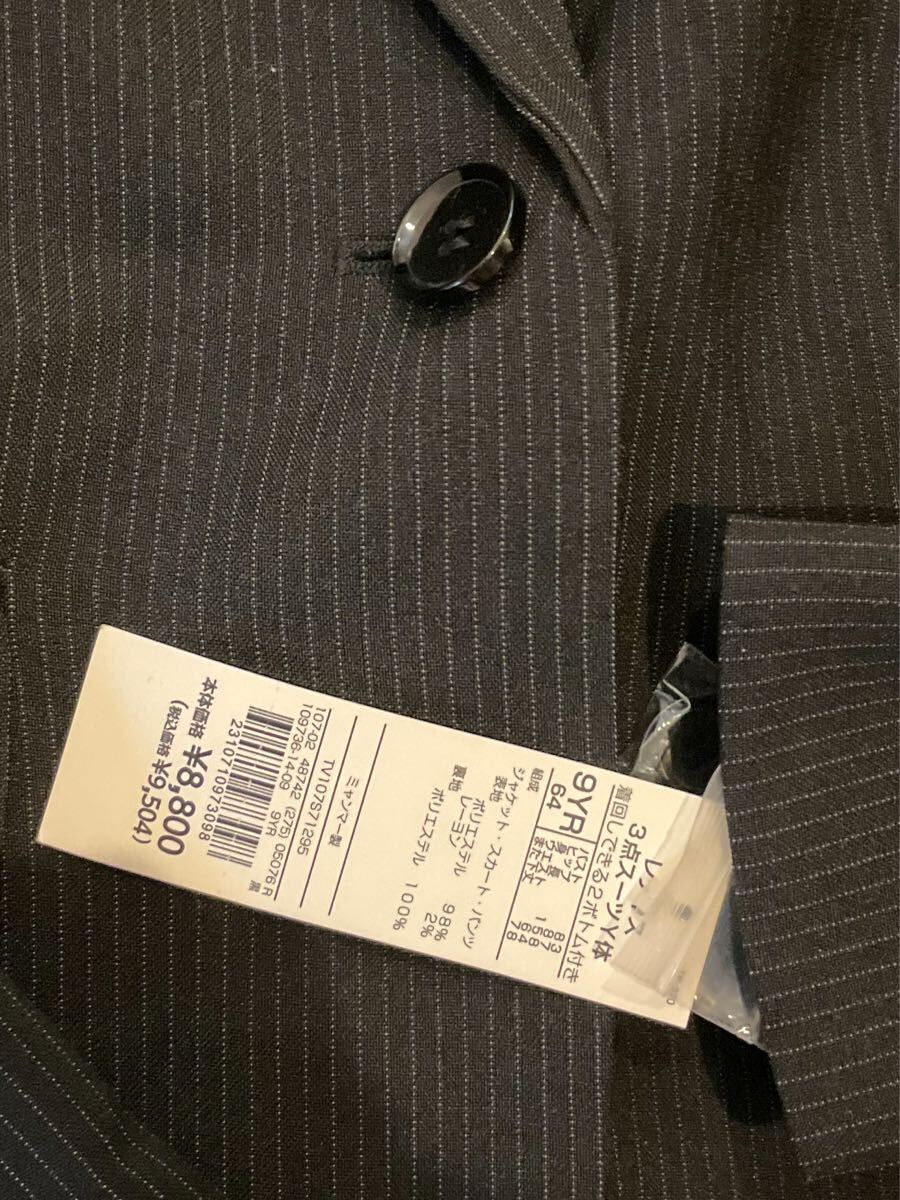 3点スーツY体
着回しできる2ボトム付き
9YR
64
バスト 83
ヒップ 87
身長 158
ウエスト 64
また下丈 78
組成
ジャケット・スカート・パンツ
表地 ポリエステル 98%
レーヨン 2%
裏地 ポリエステル 100%
ミャンマー製
TV107S71295
107-02 48742 (275) 05076 R
109736-14-09 9YR 黒
2310710973098
本体価格 ¥8,800
(税込価格 ¥9,504)